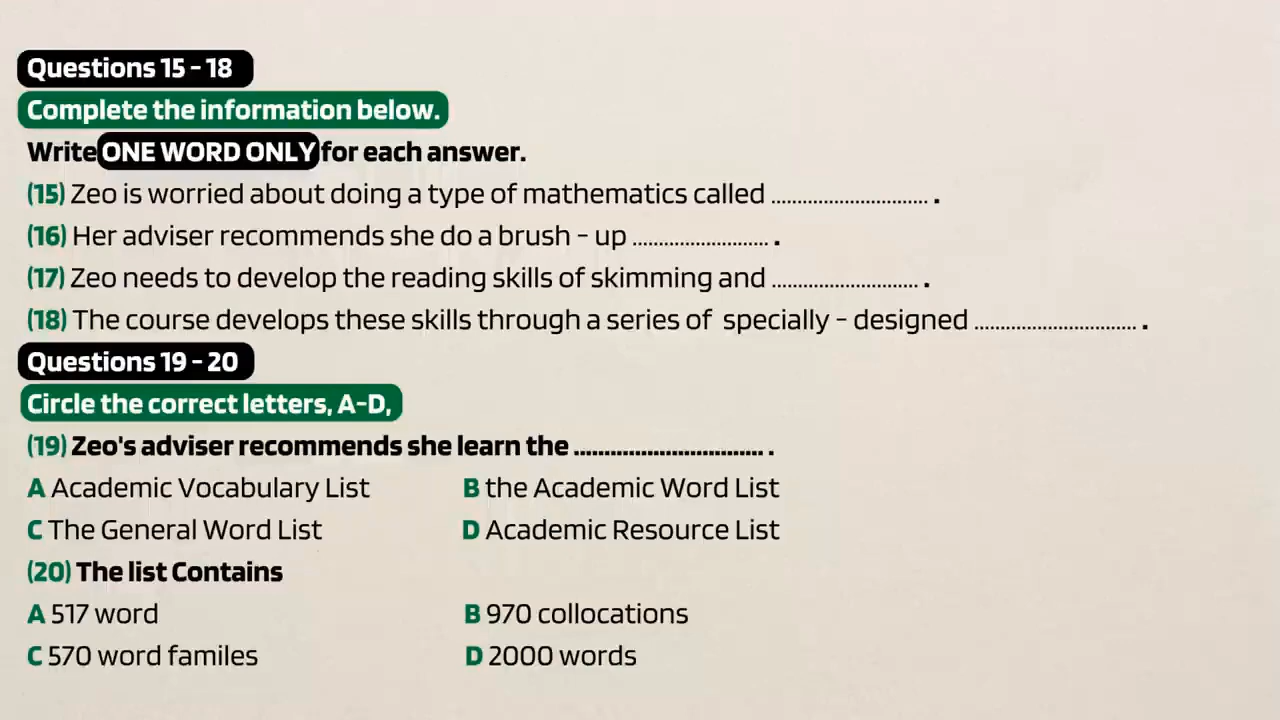 Questions 15 - 18
Complete the information below.
Write ONE WORD ONLY for each answer.
(15) Zeo is worried about doing a type of mathematics called ............................. .
(16) Her adviser recommends she do a brush - up ......................... .
(17) Zeo needs to develop the reading skills of skimming and ........................... .
(18) The course develops these skills through a series of specially - designed .............................. .
Questions 19 - 20
Circle the correct letters, A-D,
(19) Zeo's adviser recommends she learn the ............................... .
A Academic Vocabulary List B the Academic Word List
C The General Word List D Academic Resource List
(20) The list Contains
A 517 word B 970 collocations
C 570 word familes D 2000 words